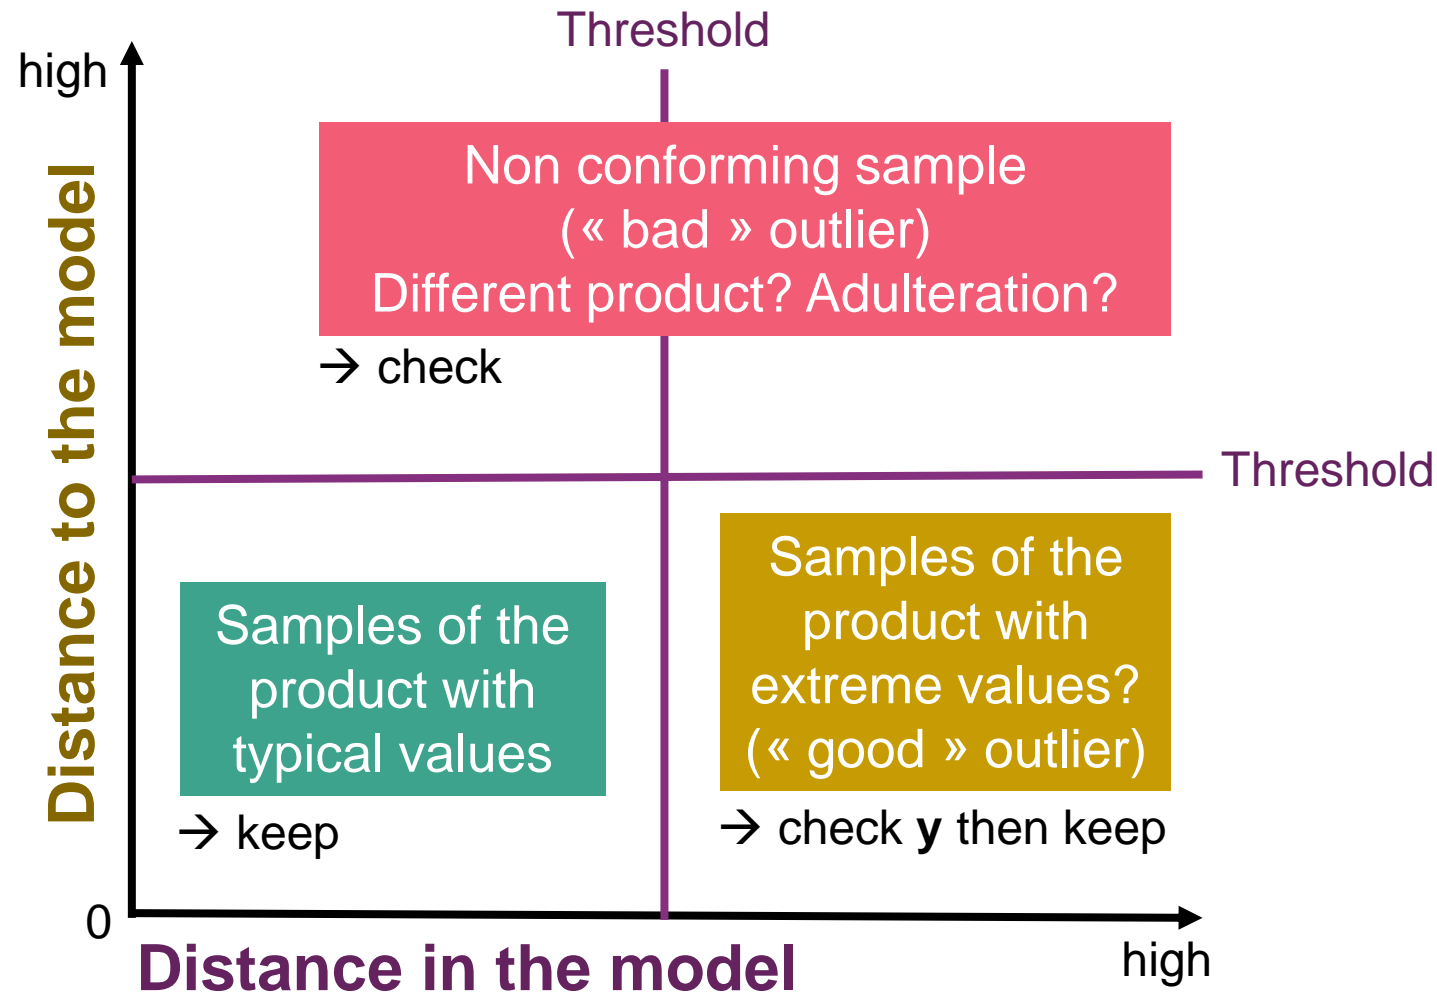 Threshold
high
Distance to the model
Non conforming sample
(« bad » outlier)
Different product? Adulteration?
→ check
Threshold
Samples of the
product with
typical values
→ keep
Samples of the
product with
extreme values?
(« good » outlier)
→ check y then keep
0
Distance in the model
high